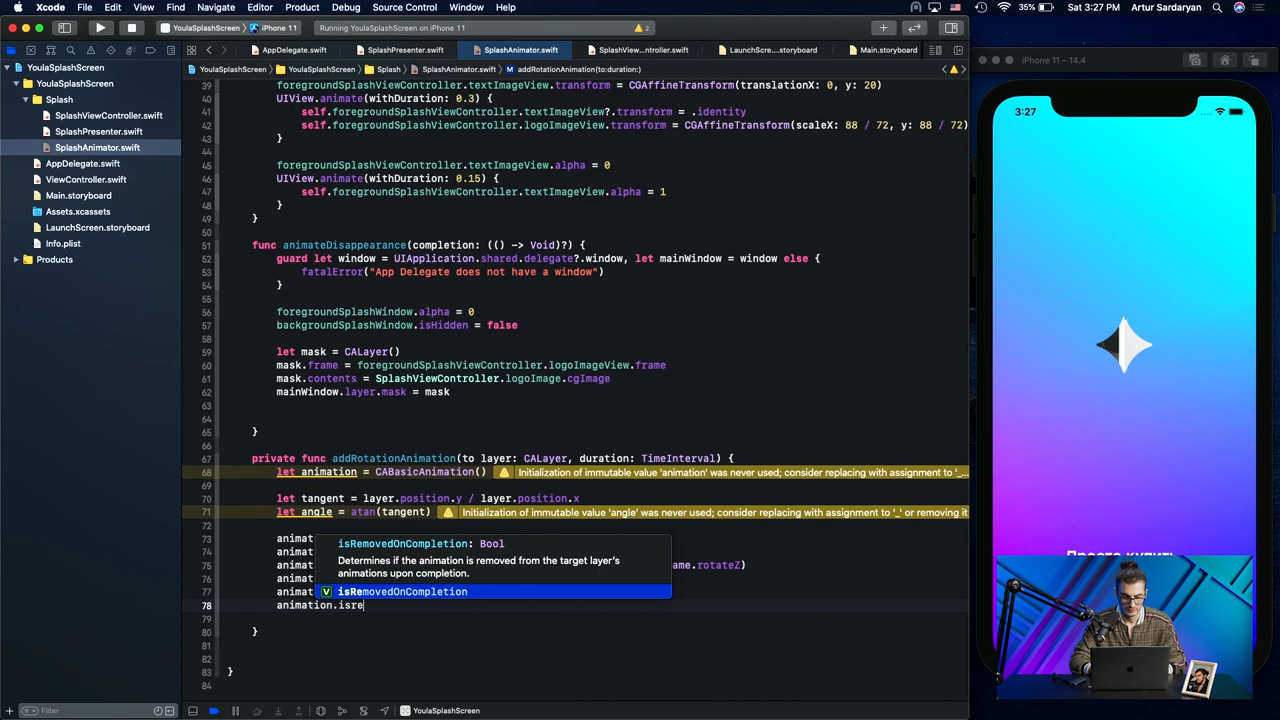 Xcode File Edit View Find Navigate Editor Product Debug Source Control Window Help 35% Sat 3:27 PM Artur Sardaryan
YoulaSplashScreen iPhone 11 Running YoulaSplashScreen on iPhone 11 2
AppDelegate.swift SplashPresenter.swift SplashAnimator.swift SplashView...ntroller.swift LaunchScre...n.storyboard Main.storyboard
YoulaSplashScreen YoulaSplashScreen Splash SplashAnimator.swift addRotationAnimation(to:duration:)
iPhone 11 – 14.4
YoulaSplashScreen
YoulaSplashScreen
Splash
SplashViewController.swift
SplashPresenter.swift
SplashAnimator.swift
AppDelegate.swift
ViewController.swift
Main.storyboard
Assets.xcassets
LaunchScreen.storyboard
Info.plist
Products
39 foregroundSplashViewController.textImageView.transform = CGAffineTransform(translationX: 0, y: 20)
40 UIView.animate(withDuration: 0.3) {
41 self.foregroundSplashViewController.textImageView?.transform = .identity
42 self.foregroundSplashViewController.logoImageView.transform = CGAffineTransform(scaleX: 88 / 72, y: 88 / 72)
43 }
44
45 foregroundSplashViewController.textImageView.alpha = 0
46 UIView.animate(withDuration: 0.15) {
47 self.foregroundSplashViewController.textImageView.alpha = 1
48 }
49 }
50
51 func animateDisappearance(completion: (() -> Void)?) {
52 guard let window = UIApplication.shared.delegate?.window, let mainWindow = window else {
53 fatalError("App Delegate does not have a window")
54 }
55
56 foregroundSplashWindow.alpha = 0
57 backgroundSplashWindow.isHidden = false
58
59 let mask = CALayer()
60 mask.frame = foregroundSplashViewController.logoImageView.frame
61 mask.contents = SplashViewController.logoImage.cgImage
62 mainWindow.layer.mask = mask
63
64
65 }
66
67 private func addRotationAnimation(to layer: CALayer, duration: TimeInterval) {
68 let animation = CABasicAnimation() Initialization of immutable value 'animation' was never used; consider replacing with assignment to '_...
69
70 let tangent = layer.position.y / layer.position.x
71 let angle = atan(tangent) Initialization of immutable value 'angle' was never used; consider replacing with assignment to '_' or removing it
72
73 animat
74 animat
75 animat ame.rotateZ)
76 animat
77 animat
78 animation.isre
79
80 }
81
82
83 }
84
isRemovedOnCompletion: Bool
Determines if the animation is removed from the target layer's
animations upon completion.
V isRemovedOnCompletion
3:27
Просто купить
Filter
YoulaSplashScreen